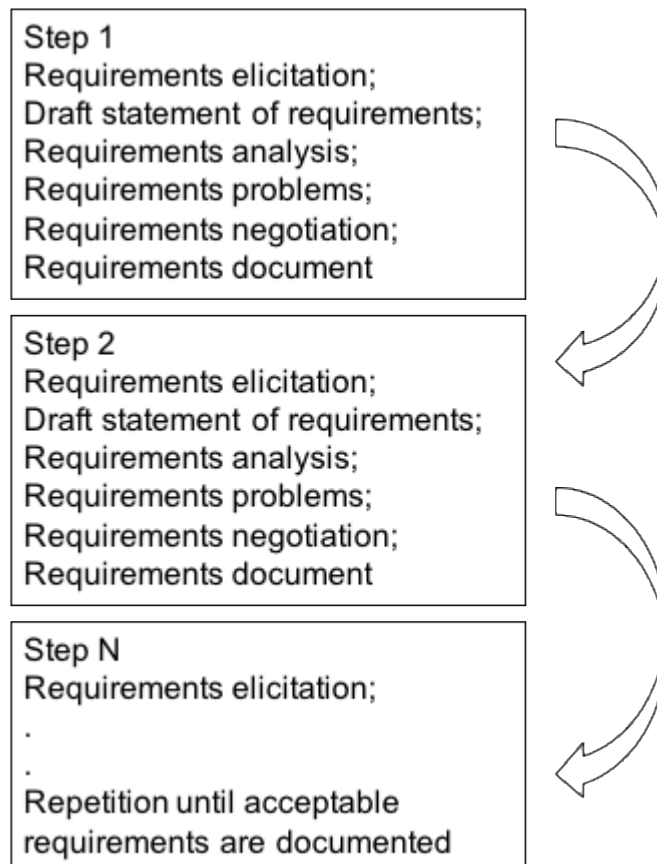 Step 1
Requirements elicitation;
Draft statement of requirements;
Requirements analysis;
Requirements problems;
Requirements negotiation;
Requirements document
Step 2
Requirements elicitation;
Draft statement of requirements;
Requirements analysis;
Requirements problems;
Requirements negotiation;
Requirements document
Step N
Requirements elicitation;
.
.
Repetition until acceptable
requirements are documented